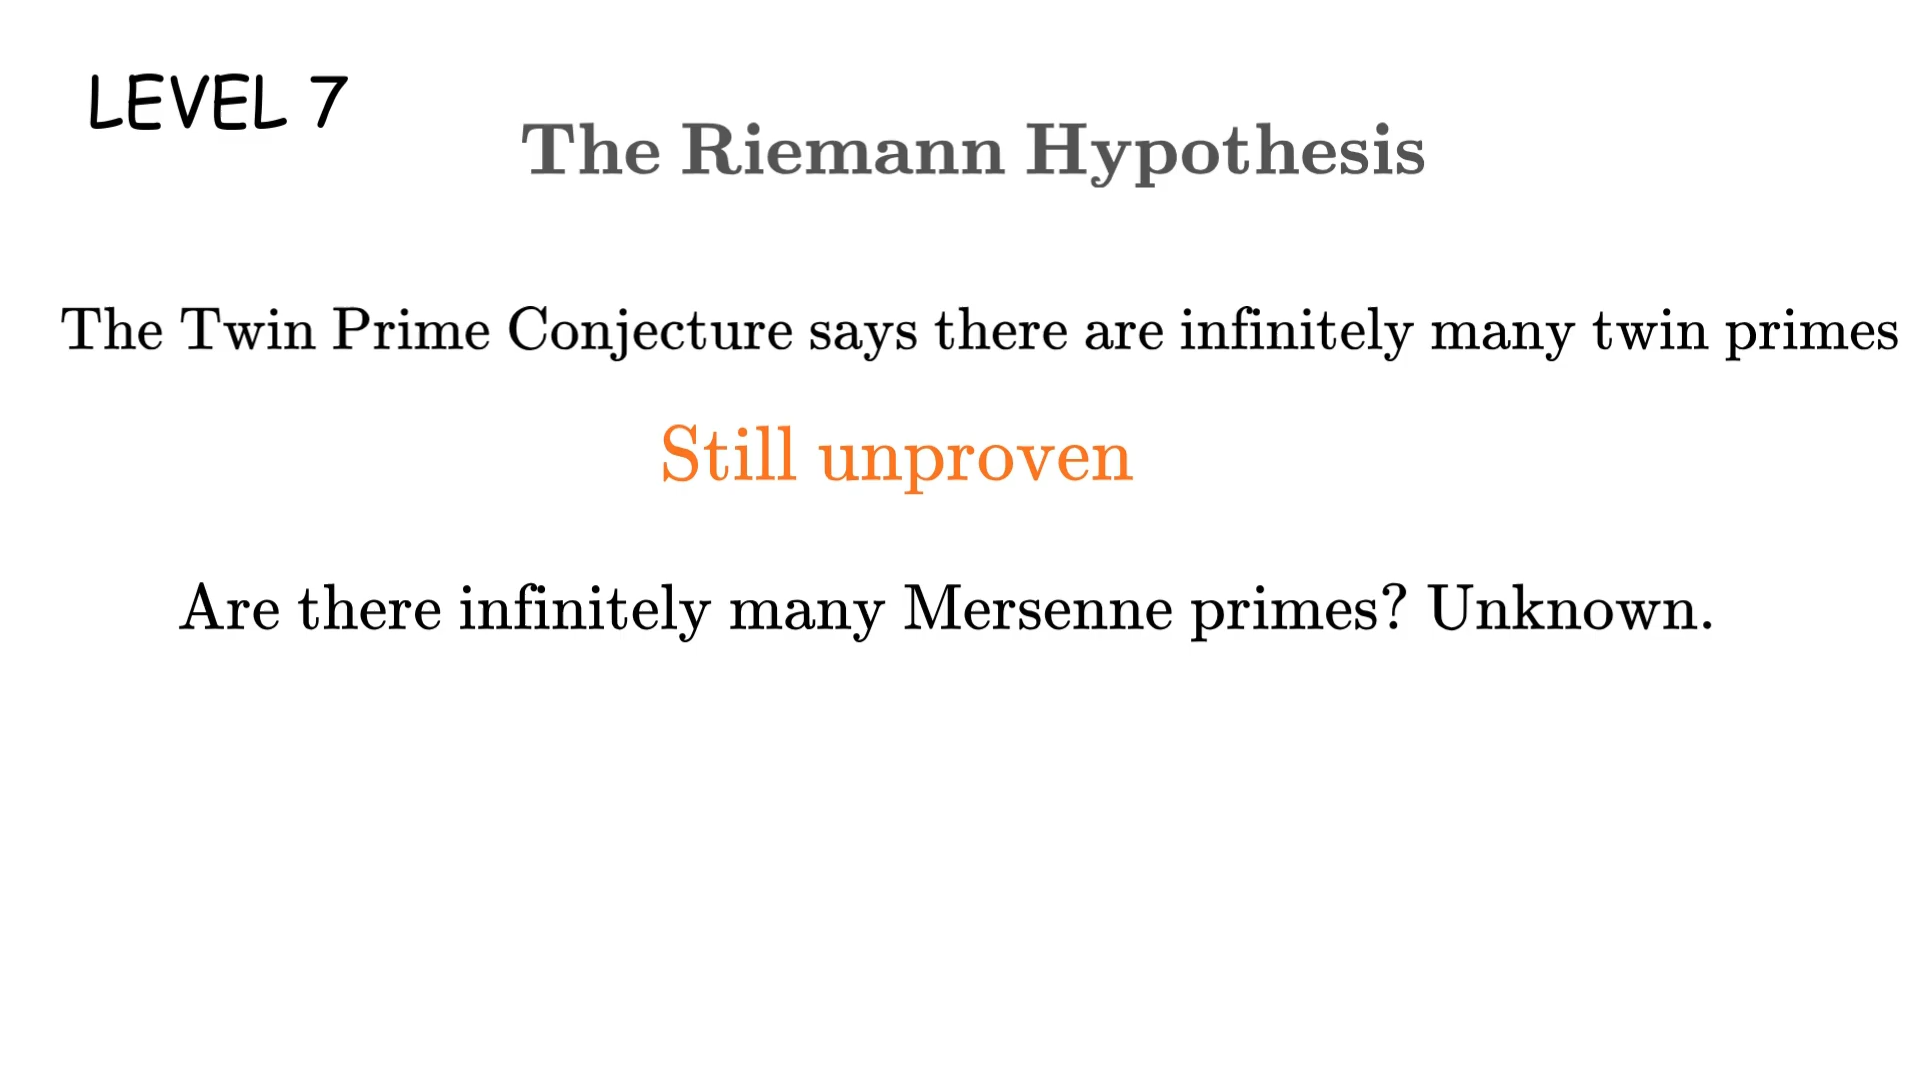 LEVEL 7
The Riemann Hypothesis
The Twin Prime Conjecture says there are infinitely many twin primes
Still unproven
Are there infinitely many Mersenne primes? Unknown.